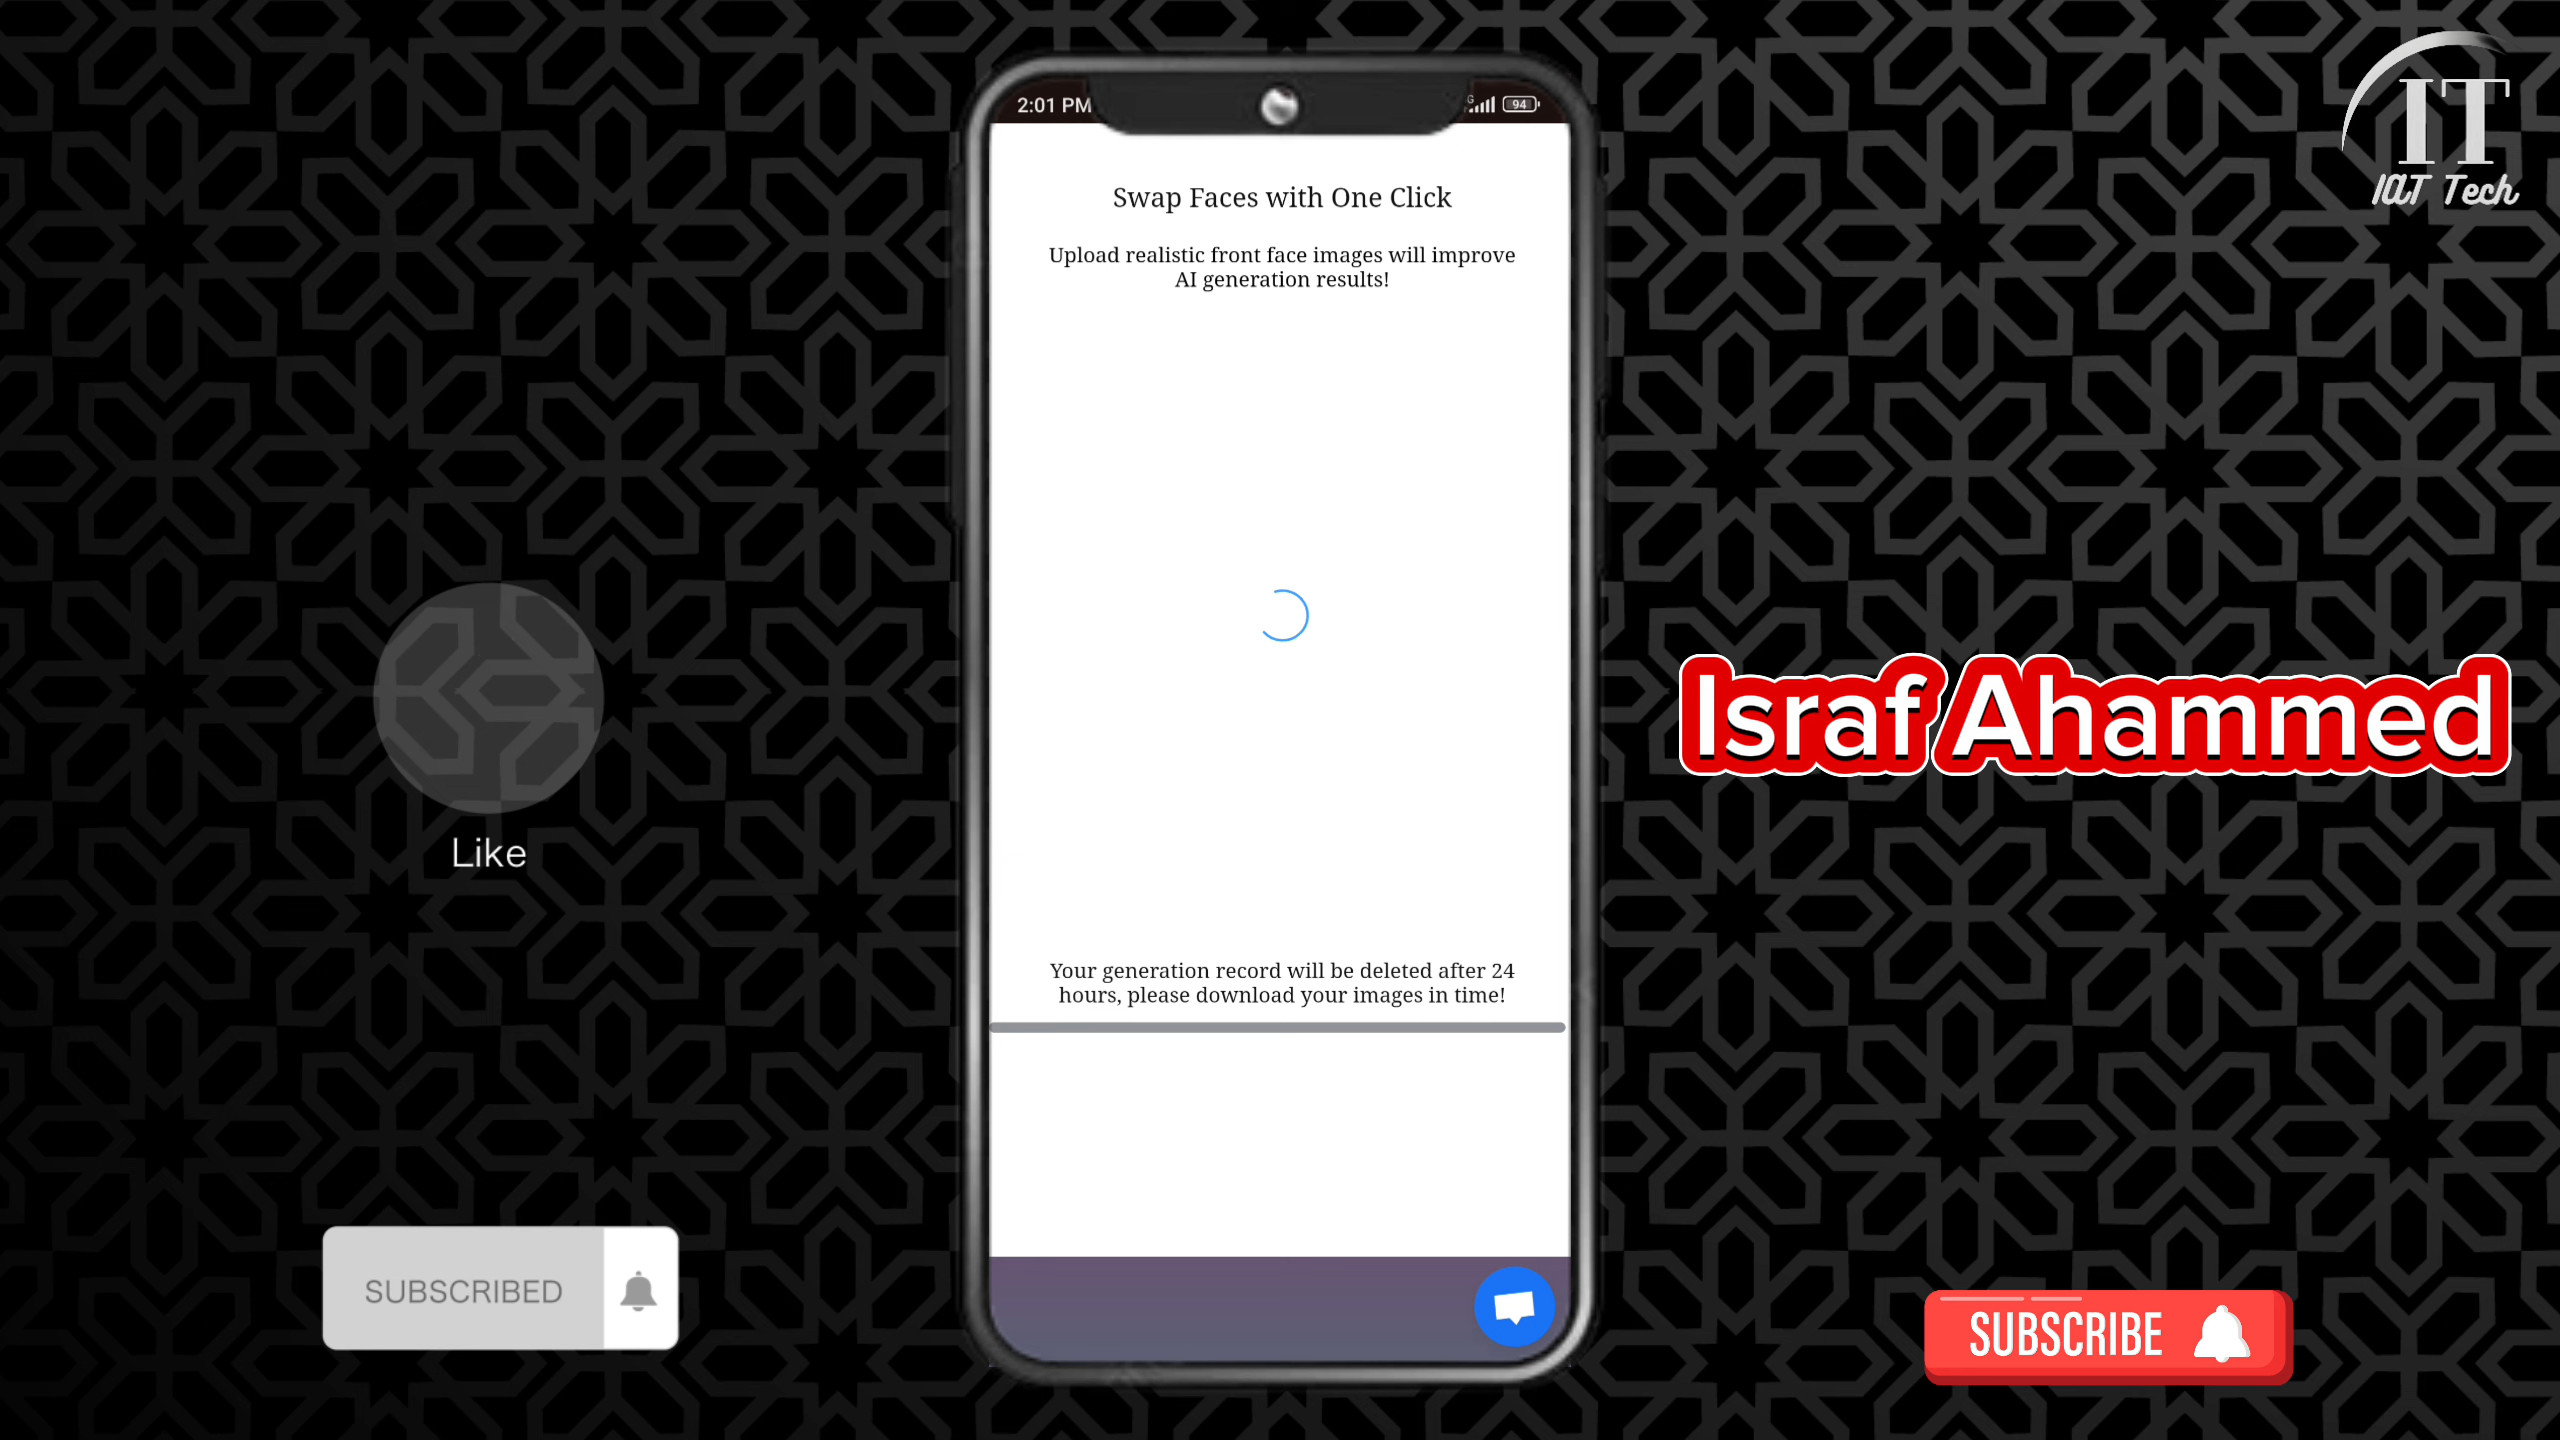 2:01 PM
G
94
Swap Faces with One Click
Upload realistic front face images will improve
AI generation results!
Your generation record will be deleted after 24
hours, please download your images in time!
IT
IAT Tech
Israf Ahammed
Like
SUBSCRIBED
SUBSCRIBE